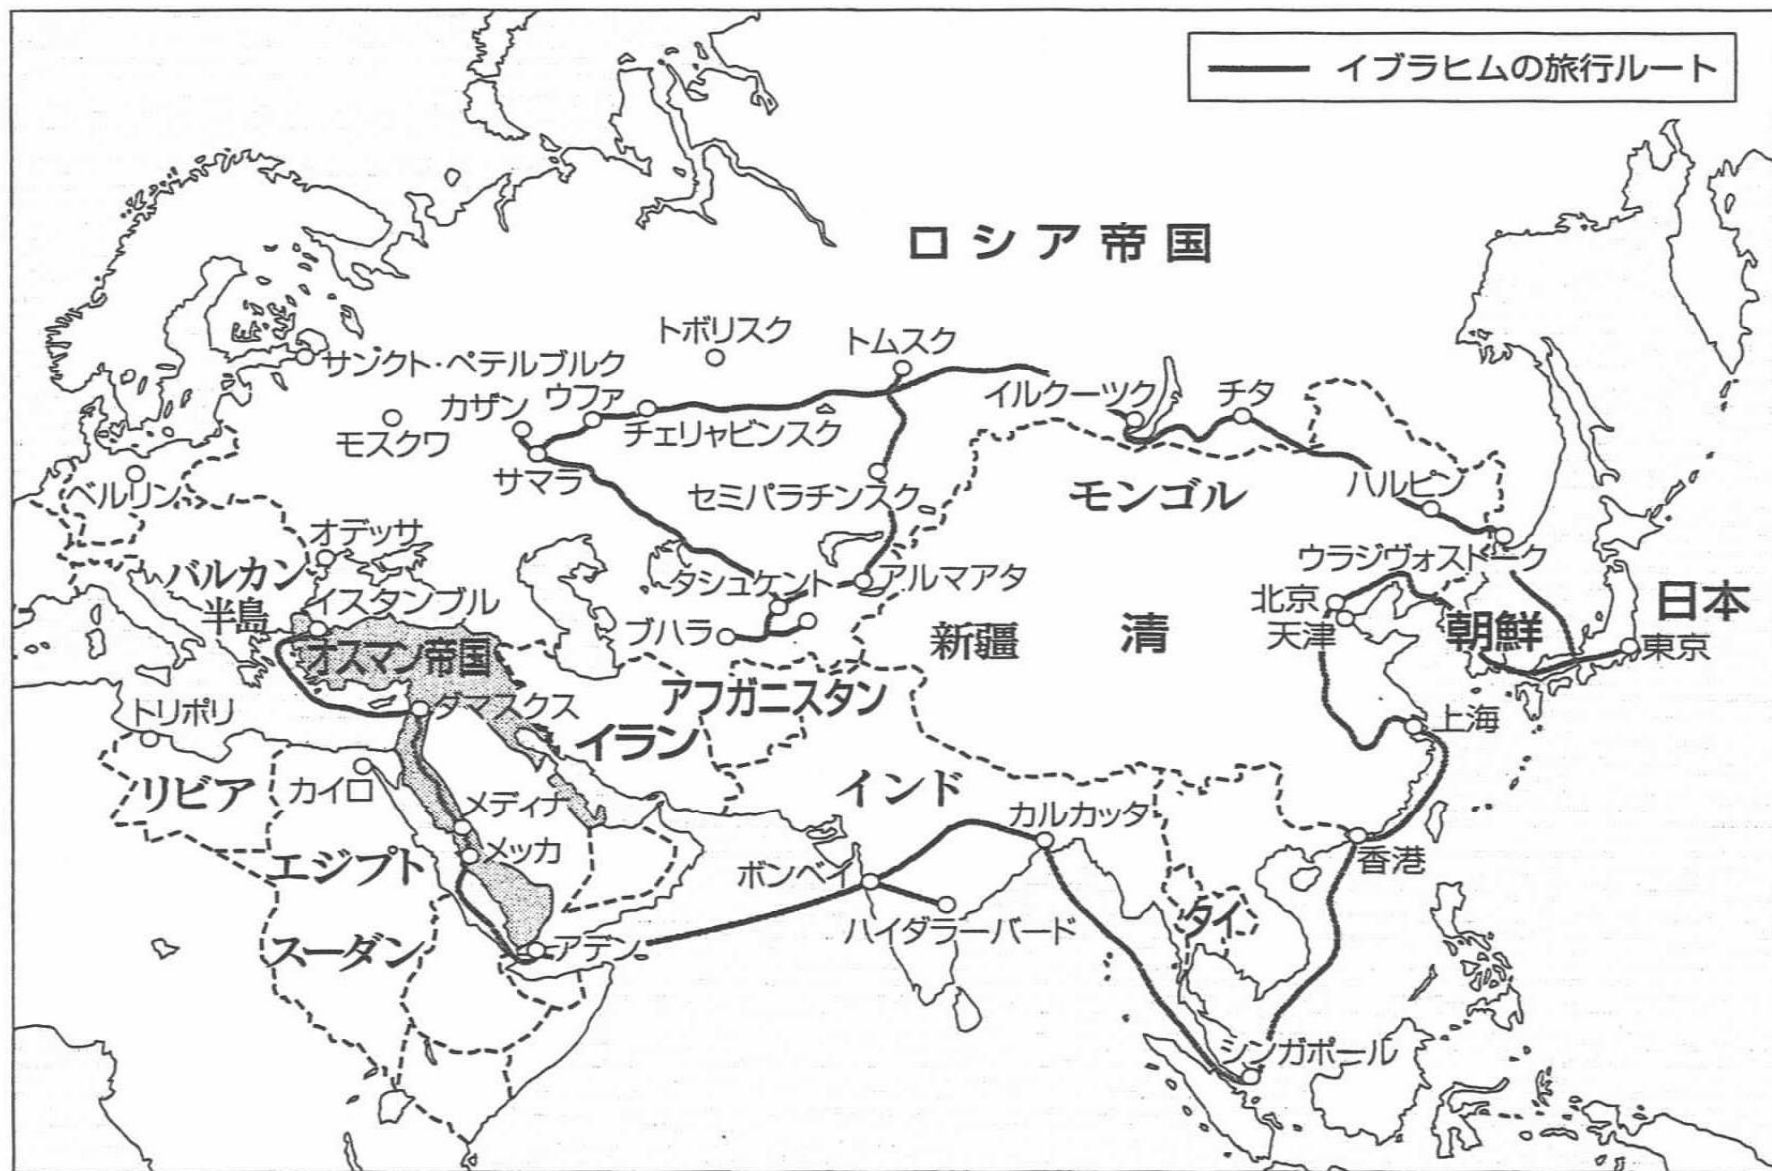 イブラヒムの旅行ルート
ロシア帝国
トボリスク
トムスク
サンクト・ペテルブルク
カザン
ウファ
イルクーツク
チタ
モスクワ
チェリャビンスク
サマラ
ベルリン
セミパラチンスク
モンゴル
ハルビン
オデッサ
ウラジヴォストーク
バルカン
半島
タシュケント
アルマアタ
イスタンブル
北京
日本
ブハラ
新疆
清
天津
朝鮮
東京
オスマン帝国
アフガニスタン
トリポリ
ダマスクス
イラン
上海
リビア
カイロ
メディナ
インド
カルカッタ
エジプト
メッカ
ボンベイ
香港
スーダン
アデン
ハイダラーバード
タイ
シンガポール